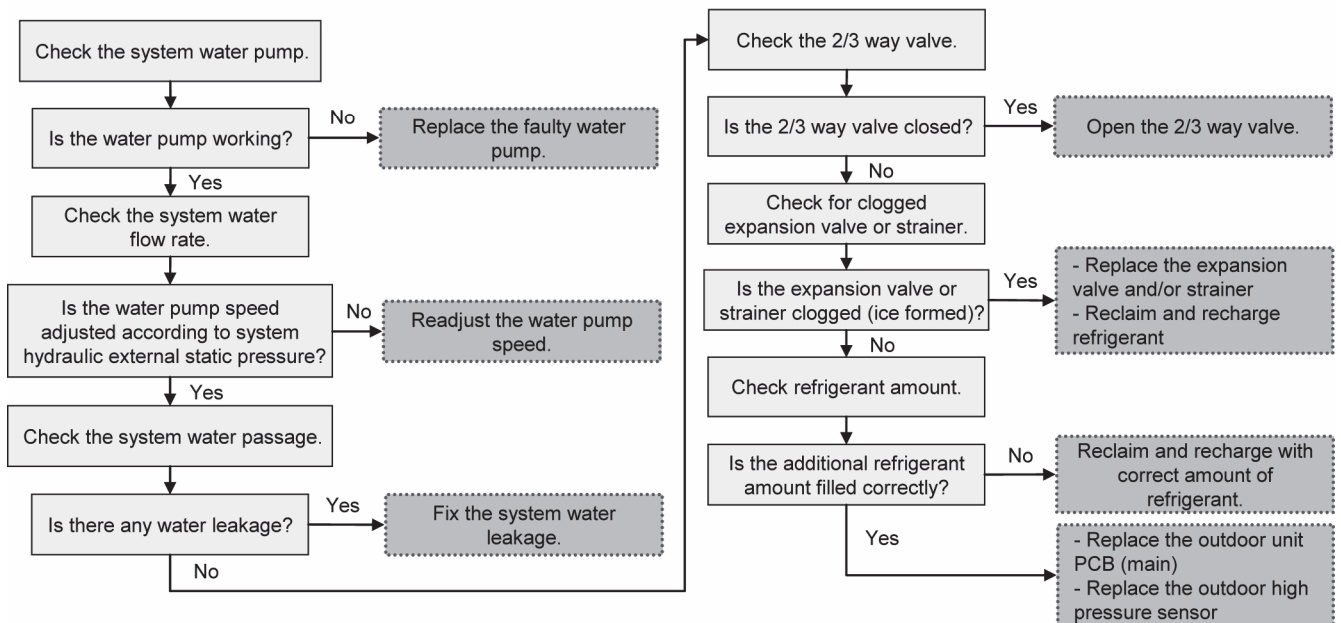 Check the system water pump.
Is the water pump working?
No
Replace the faulty water
pump.
Yes
Check the system water
flow rate.
Is the water pump speed
adjusted according to system
hydraulic external static pressure?
No
Readjust the water pump
speed.
Yes
Check the system water passage.
Is there any water leakage?
Yes
Fix the system water
leakage.
No
Check the 2/3 way valve.
Is the 2/3 way valve closed?
Yes
Open the 2/3 way valve.
No
Check for clogged
expansion valve or strainer.
Is the expansion valve or
strainer clogged (ice formed)?
Yes
- Replace the expansion
valve and/or strainer
- Reclaim and recharge
refrigerant
No
Check refrigerant amount.
Is the additional refrigerant
amount filled correctly?
No
Reclaim and recharge with
correct amount of
refrigerant.
Yes
- Replace the outdoor unit
PCB (main)
- Replace the outdoor high
pressure sensor